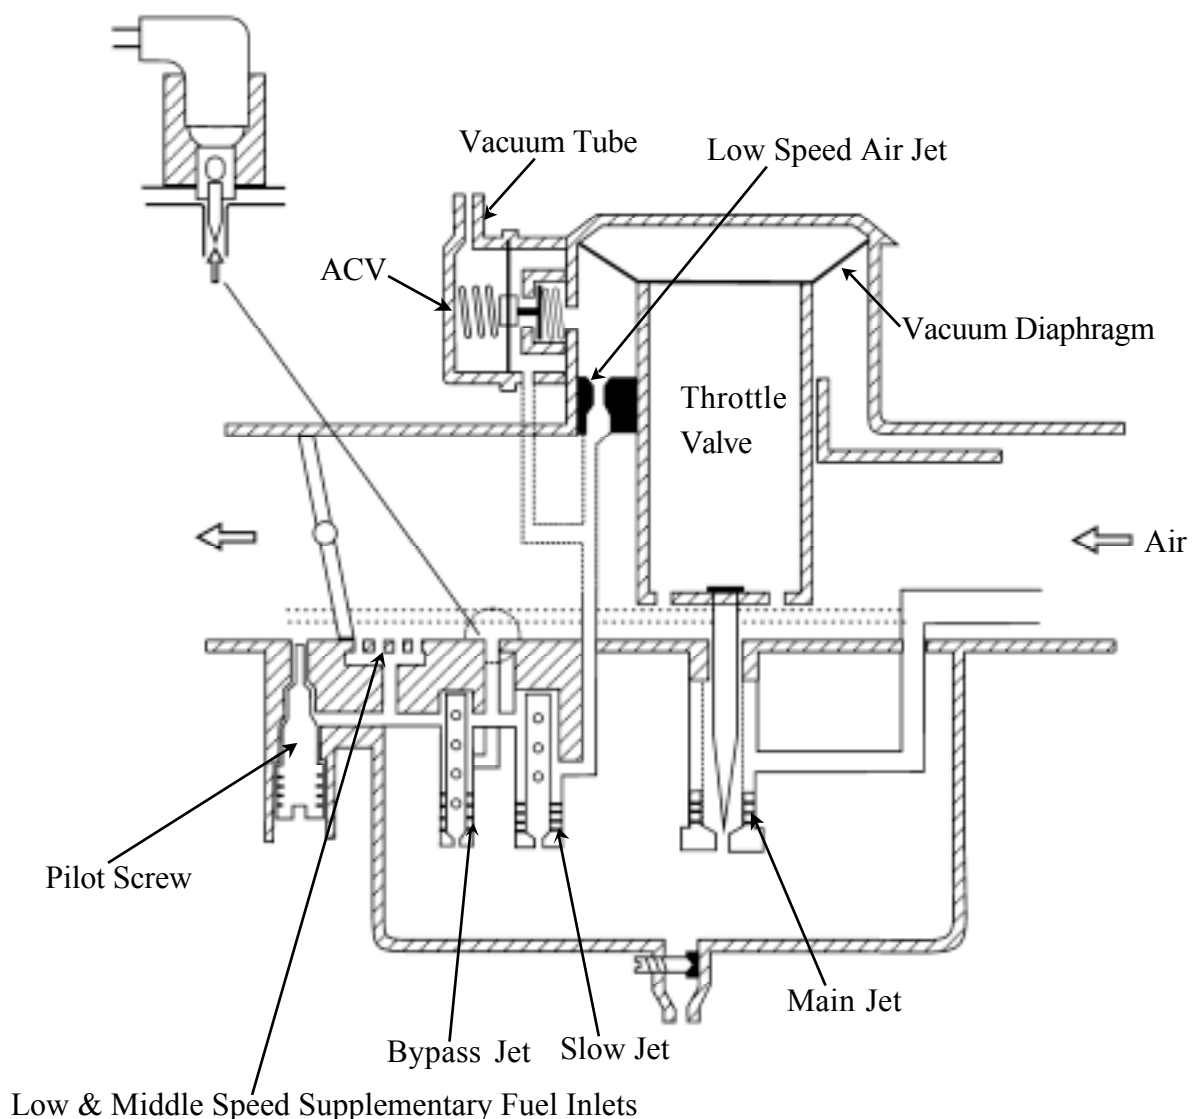 Vacuum Tube
Low Speed Air Jet
ACV
Vacuum Diaphragm
Throttle
Valve
Air
Pilot Screw
Main Jet
Bypass Jet
Slow Jet
Low & Middle Speed Supplementary Fuel Inlets